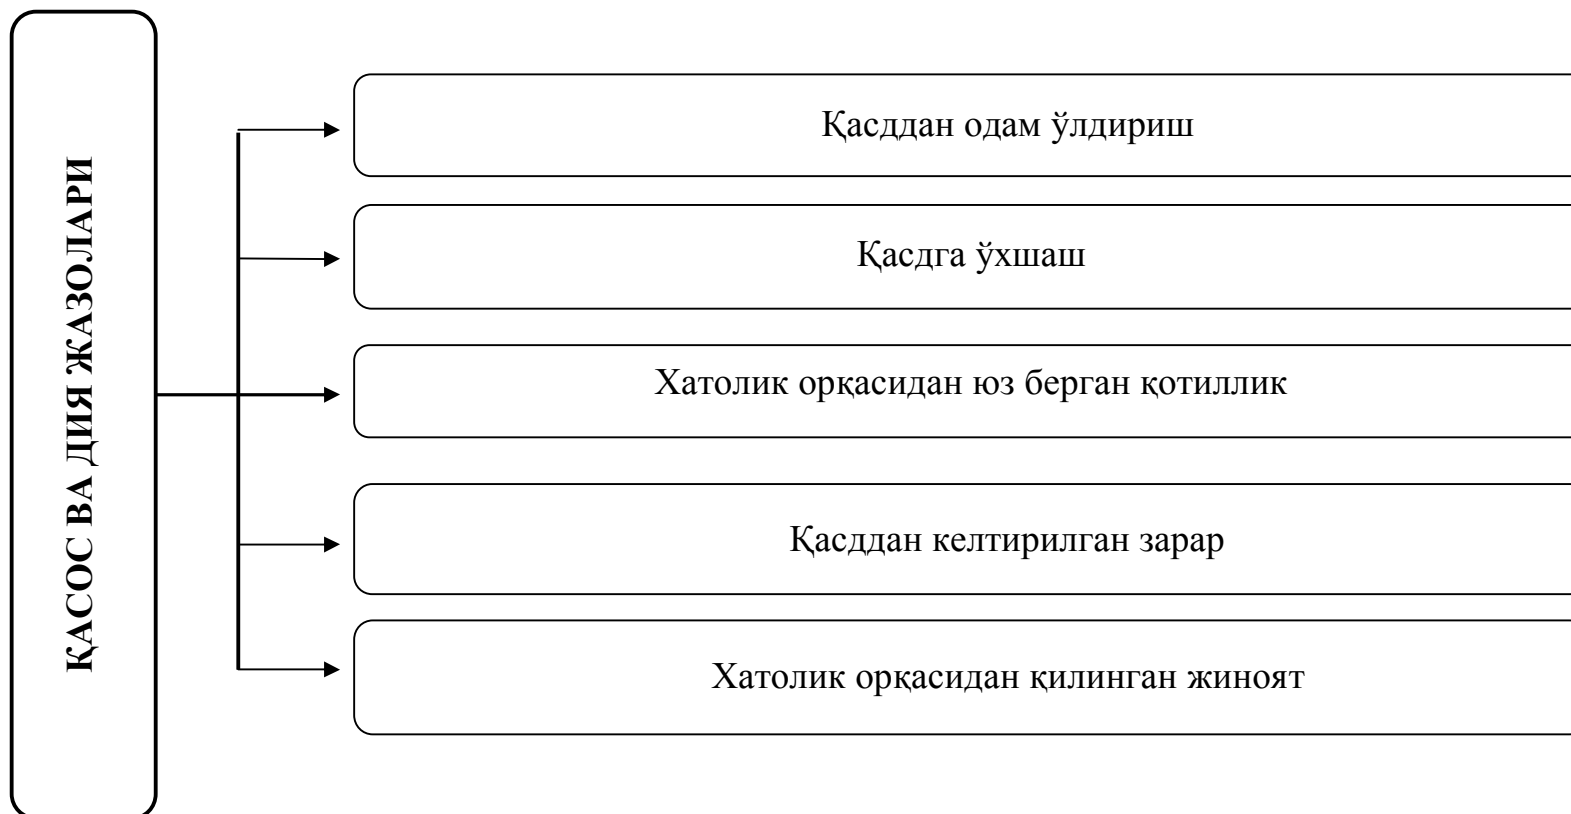 ҚАСОС ВА ДИЯ ЖАЗОЛАРИ
Қасддан одам ўлдириш
Қасдга ўхшаш
Хатолик орқасидан юз берган қотиллик
Қасддан келтирилган зарар
Хатолик орқасидан қилинган жиноят